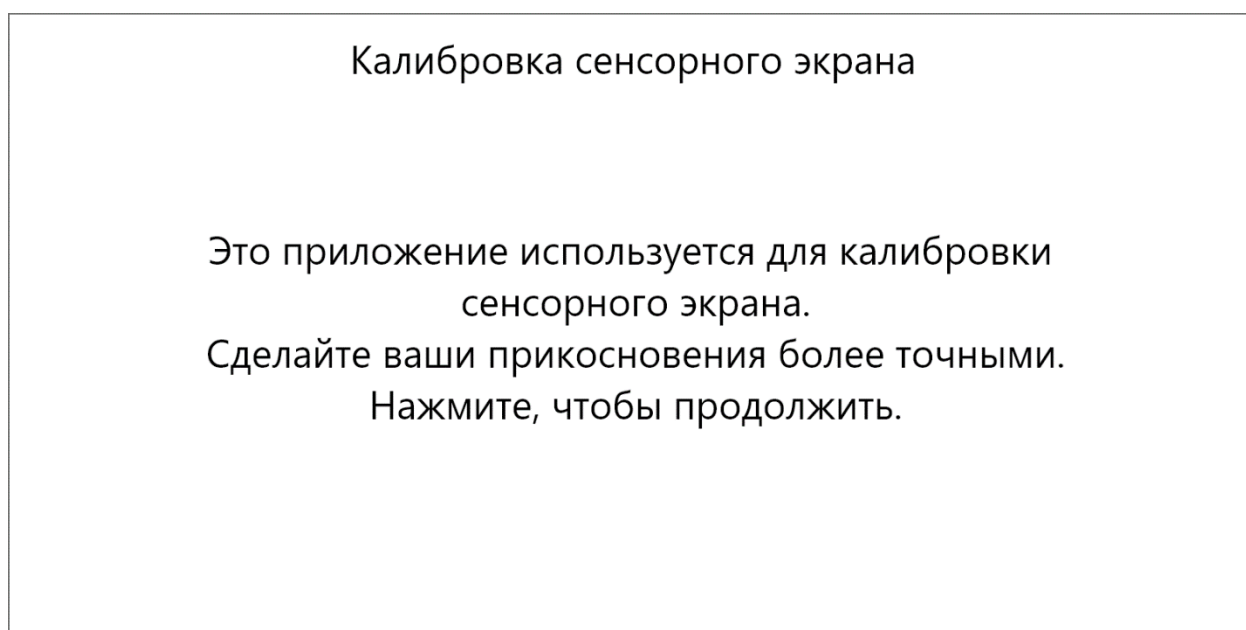 Калибровка сенсорного экрана
Это приложение используется для калибровки
сенсорного экрана.
Сделайте ваши прикосновения более точными.
Нажмите, чтобы продолжить.